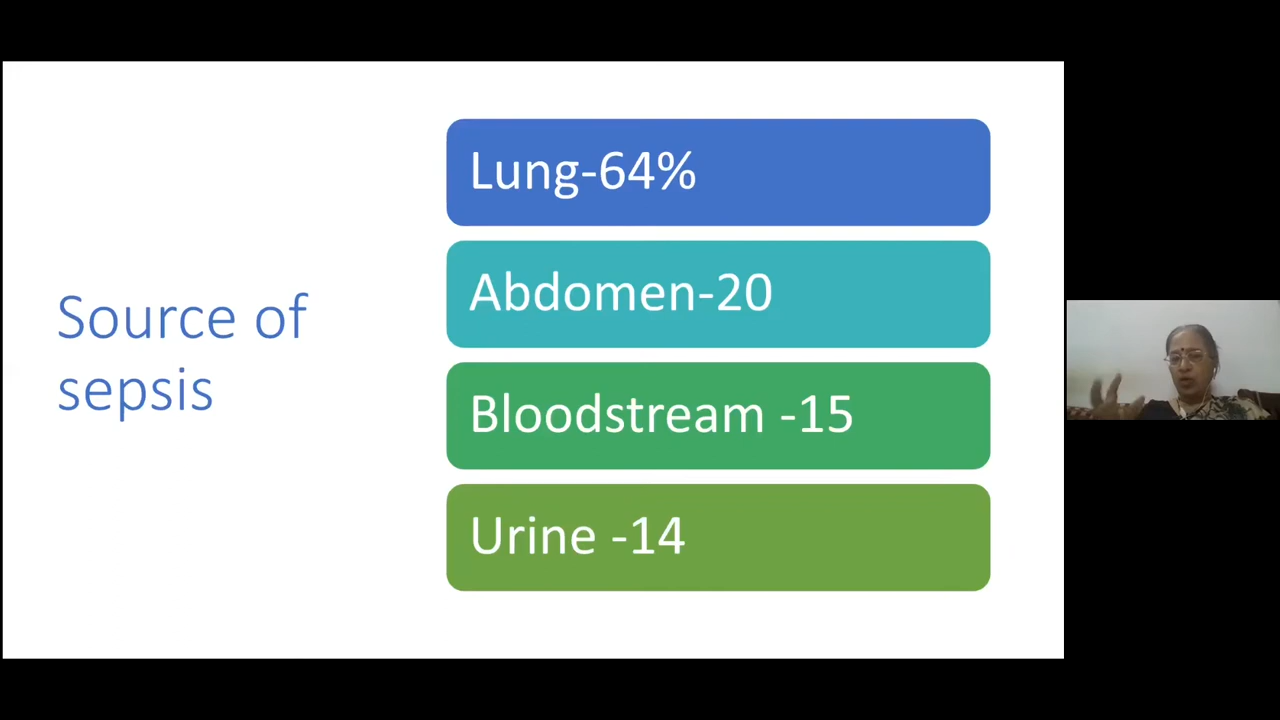 Source of
sepsis
Lung-64%
Abdomen-20
Bloodstream -15
Urine -14